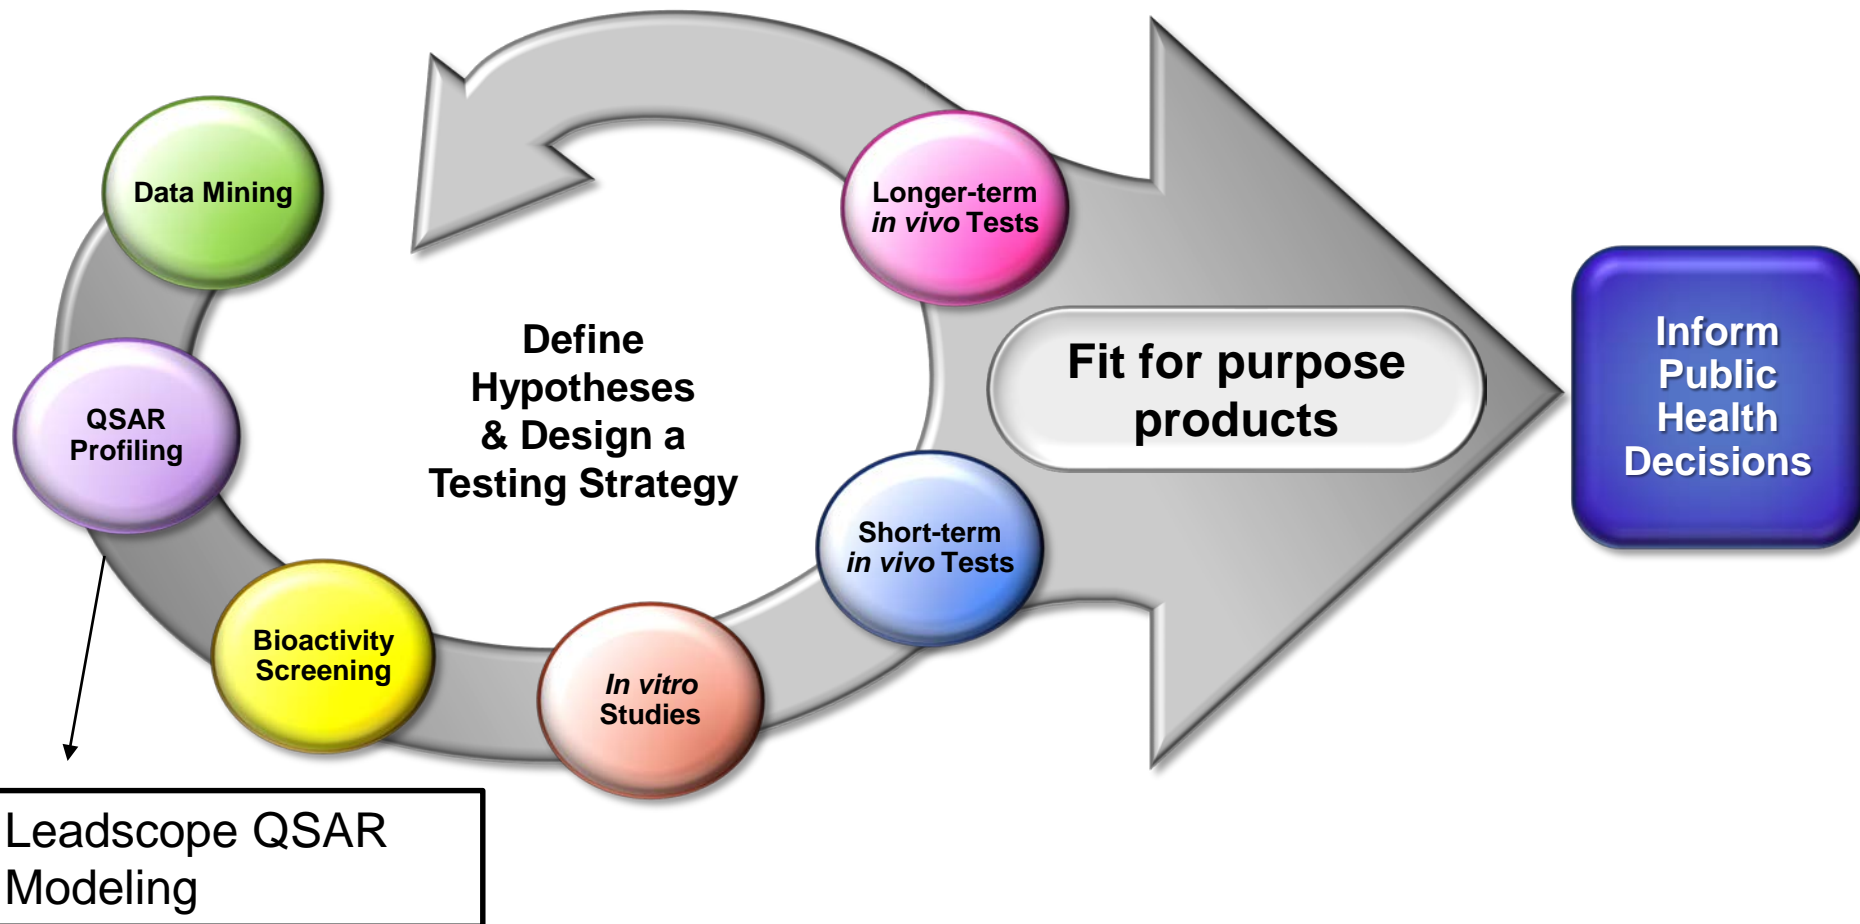 Data Mining
QSAR
Profiling
Bioactivity
Screening
In vitro
Studies
Short-term
in vivo Tests
Longer-term
in vivo Tests
Define
Hypotheses
& Design a
Testing Strategy
Fit for purpose
products
Inform
Public
Health
Decisions
Leadscope QSAR
Modeling